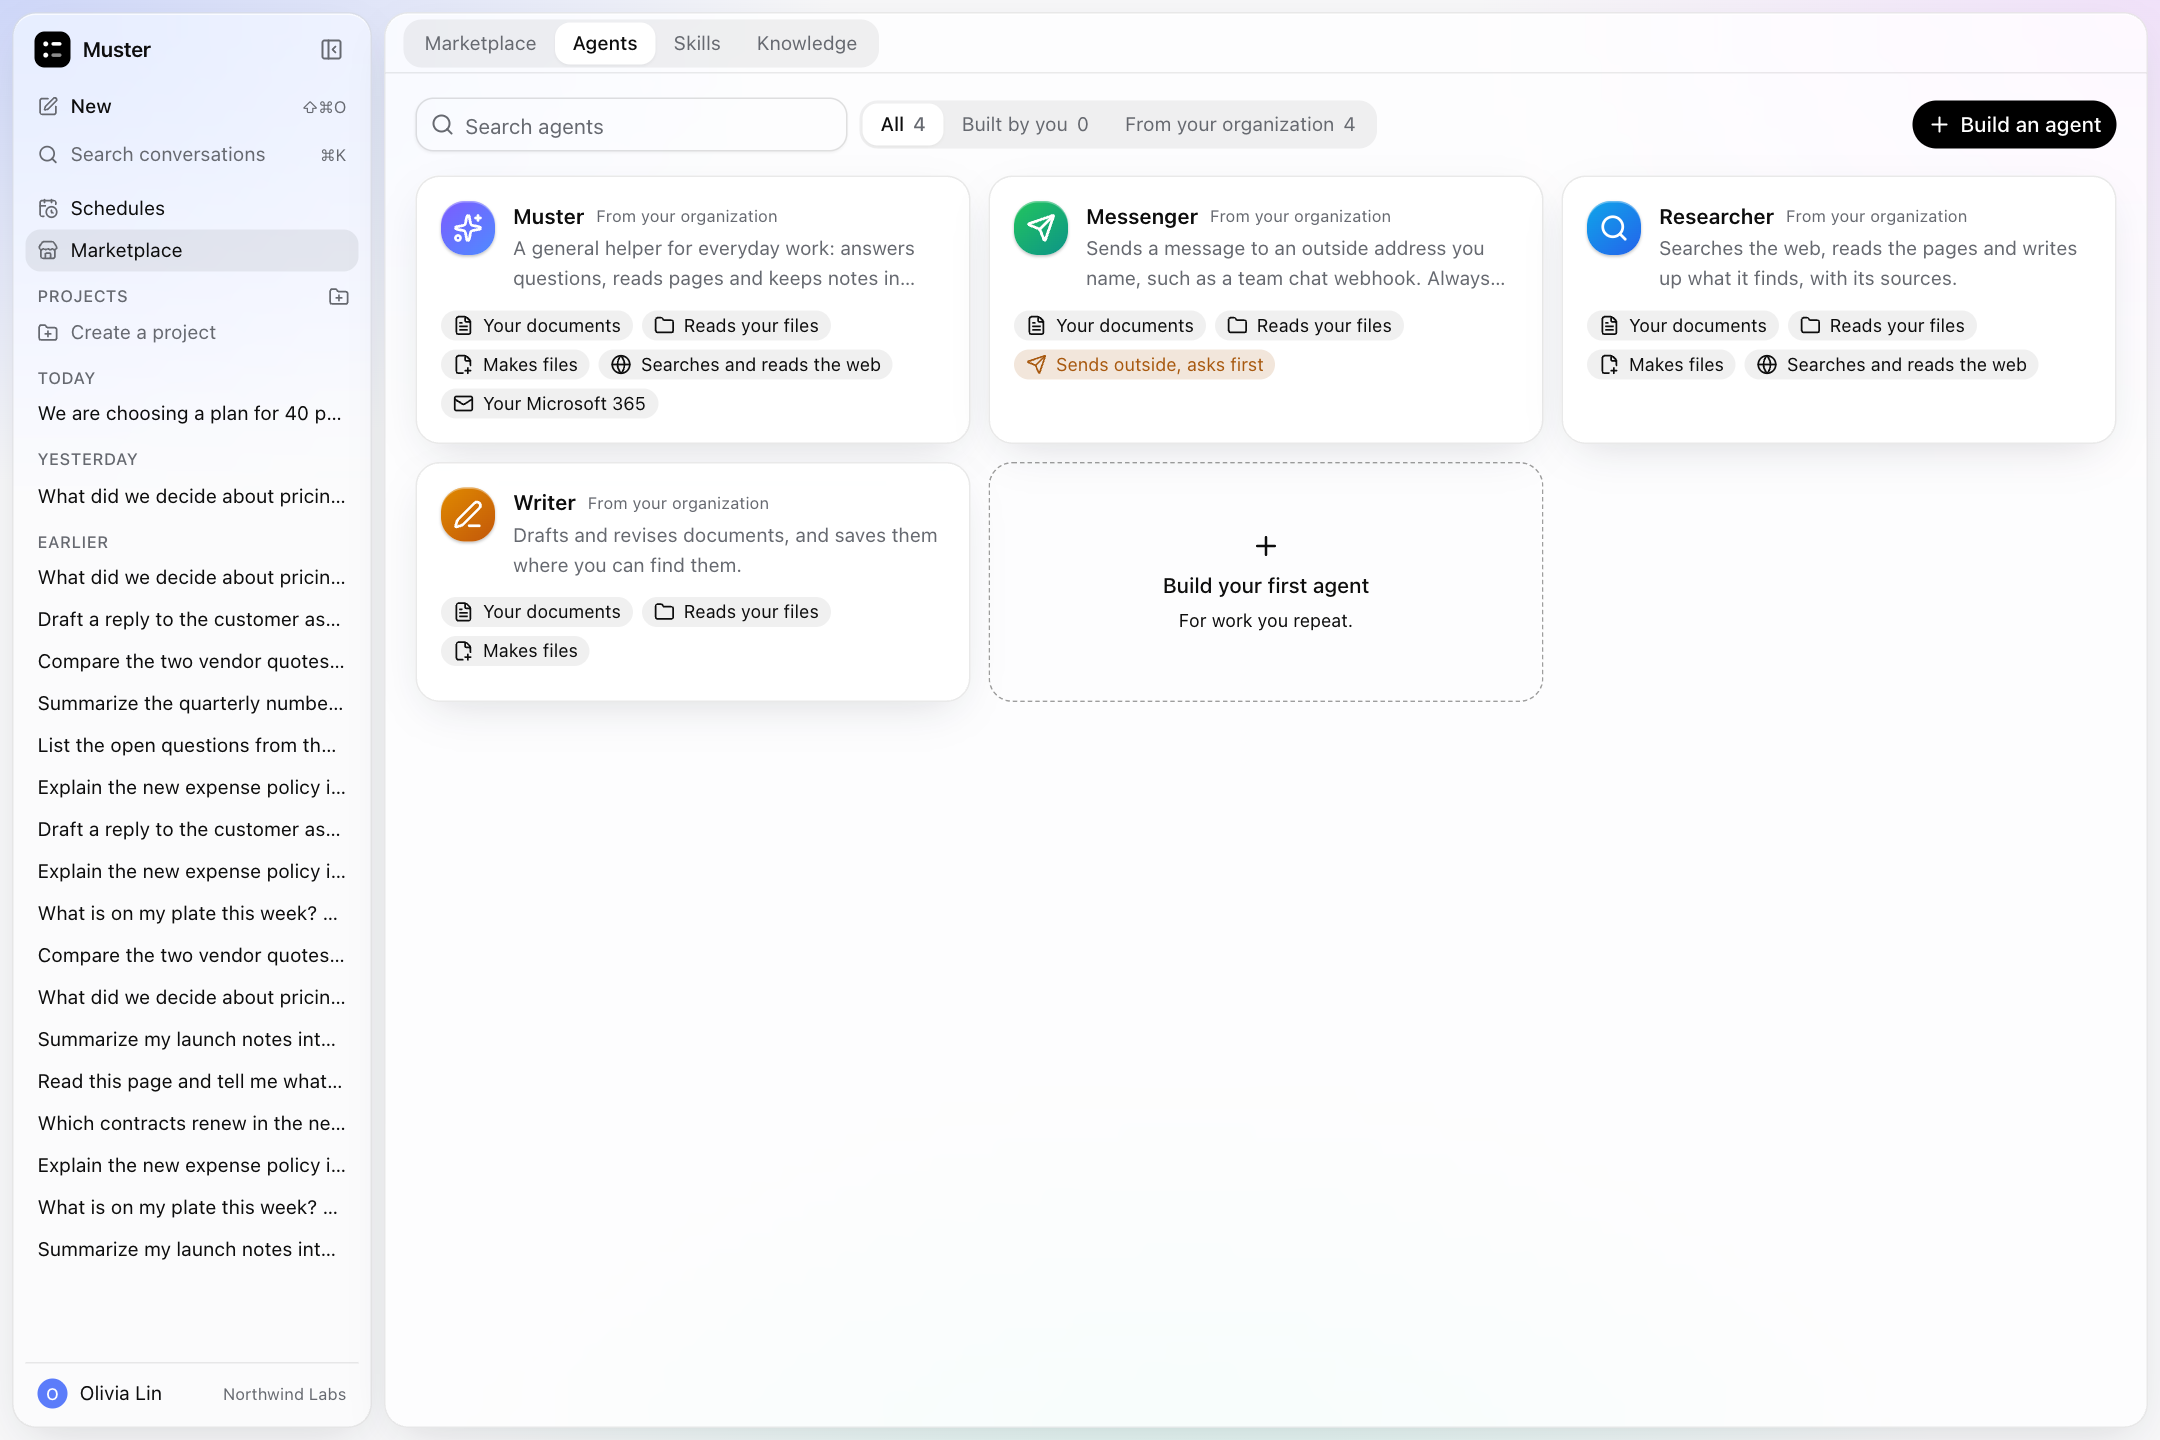 Muster
New ⇧⌘O
Search conversations ⌘K
Schedules
Marketplace
PROJECTS
Create a project
TODAY
We are choosing a plan for 40 p...
YESTERDAY
What did we decide about pricin...
EARLIER
What did we decide about pricin...
Draft a reply to the customer as...
Compare the two vendor quotes...
Summarize the quarterly numbe...
List the open questions from th...
Explain the new expense policy i...
Draft a reply to the customer as...
Explain the new expense policy i...
What is on my plate this week? ...
Compare the two vendor quotes...
What did we decide about pricin...
Summarize my launch notes int...
Read this page and tell me what...
Which contracts renew in the ne...
Explain the new expense policy i...
What is on my plate this week? ...
Summarize my launch notes int...
O Olivia Lin Northwind Labs
Marketplace Agents Skills Knowledge
Search agents
All 4 Built by you 0 From your organization 4
Build an agent
Muster From your organization
A general helper for everyday work: answers
questions, reads pages and keeps notes in...
Your documents Reads your files
Makes files Searches and reads the web
Your Microsoft 365
Messenger From your organization
Sends a message to an outside address you
name, such as a team chat webhook. Always...
Your documents Reads your files
Sends outside, asks first
Researcher From your organization
Searches the web, reads the pages and writes
up what it finds, with its sources.
Your documents Reads your files
Makes files Searches and reads the web
Writer From your organization
Drafts and revises documents, and saves them
where you can find them.
Your documents Reads your files
Makes files
Build your first agent
For work you repeat.